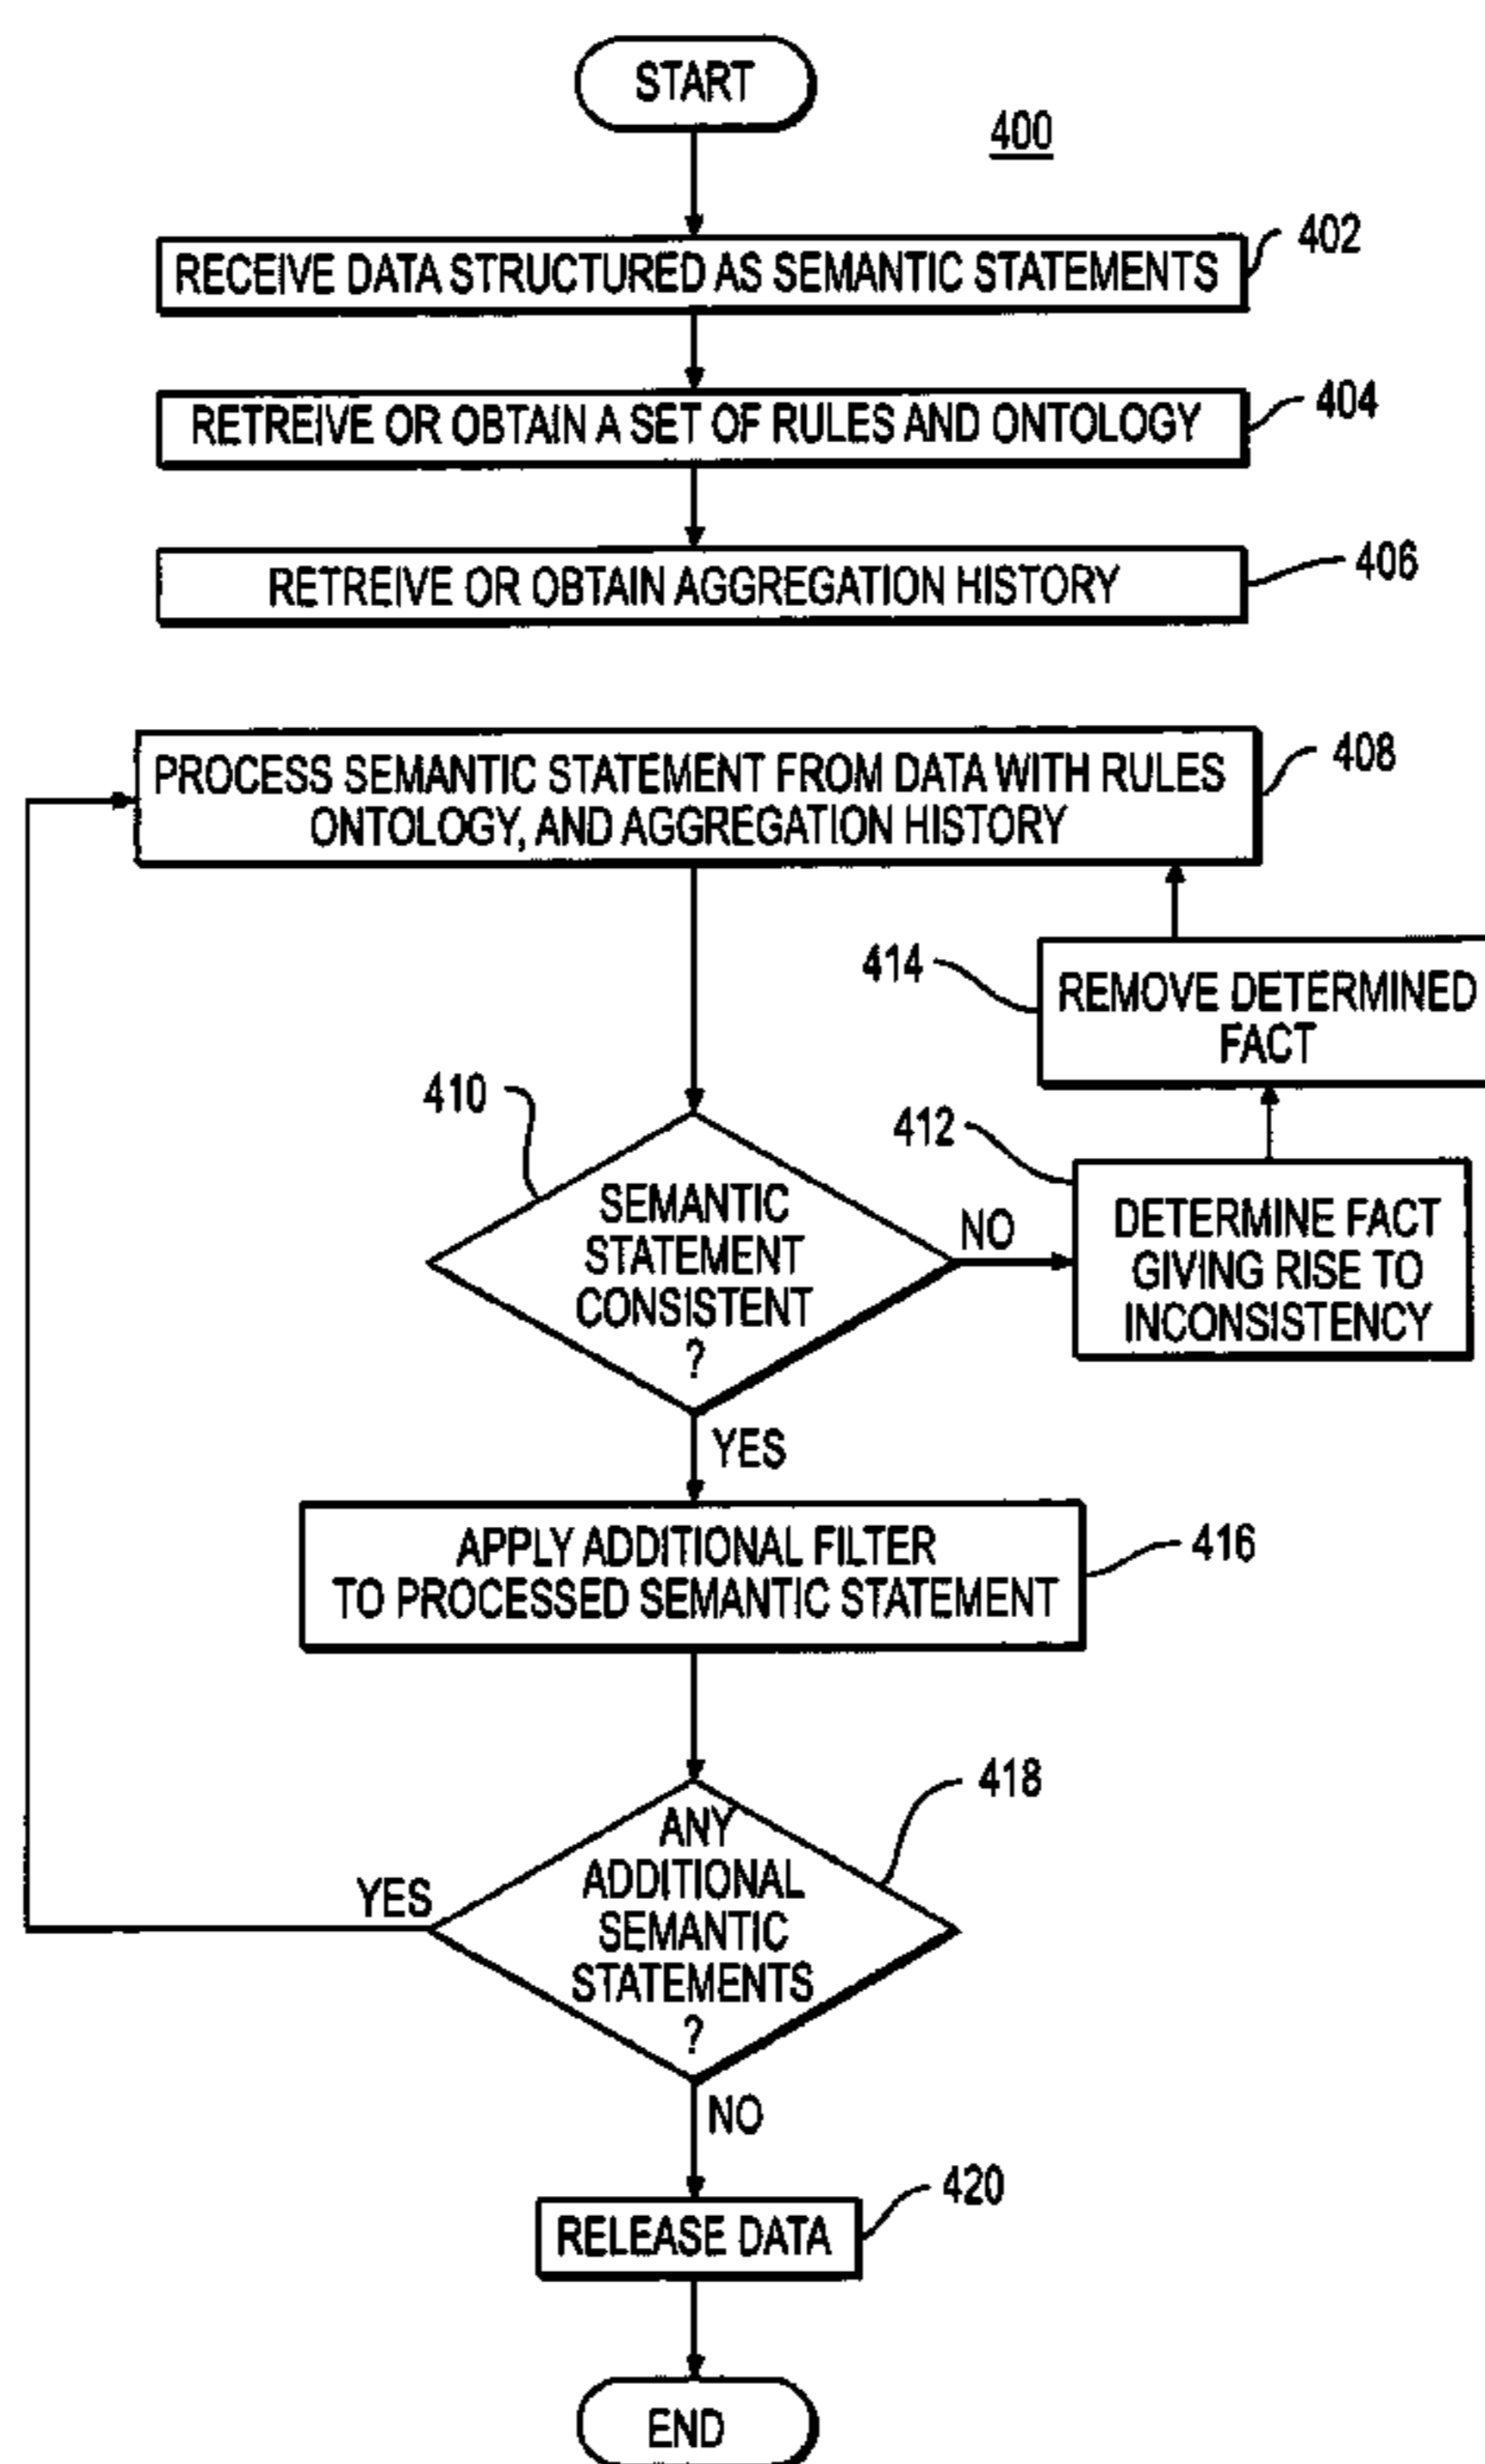 START
400
RECEIVE DATA STRUCTURED AS SEMANTIC STATEMENTS
402
RETREIVE OR OBTAIN A SET OF RULES AND ONTOLOGY
404
RETREIVE OR OBTAIN AGGREGATION HISTORY
406
PROCESS SEMANTIC STATEMENT FROM DATA WITH RULES
ONTOLOGY, AND AGGREGATION HISTORY
408
414
REMOVE DETERMINED
FACT
410
412
SEMANTIC
STATEMENT
CONSISTENT
?
NO
DETERMINE FACT
GIVING RISE TO
INCONSISTENCY
YES
APPLY ADDITIONAL FILTER
TO PROCESSED SEMANTIC STATEMENT
416
418
ANY
ADDITIONAL
SEMANTIC
STATEMENTS
?
YES
NO
420
RELEASE DATA
END